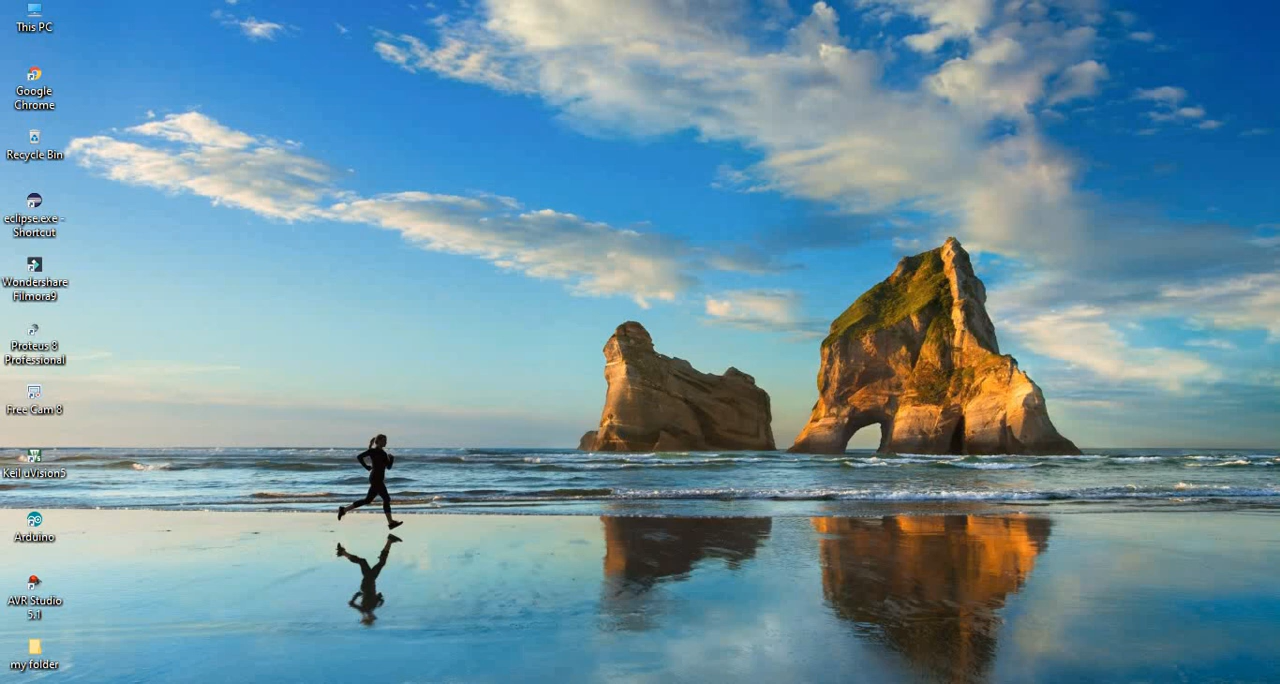 This PC
Google
Chrome
Recycle Bin
eclipse.exe -
Shortcut
Wondershare
Filmora9
Proteus 8
Professional
Free Cam 8
Keil uVision5
Arduino
AVR Studio
5.1
my folder